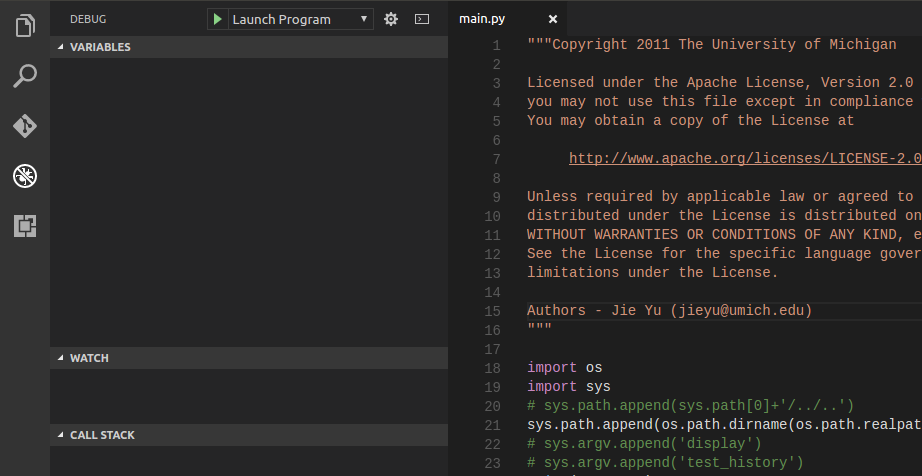 DEBUG
Launch Program
VARIABLES
WATCH
CALL STACK
main.py
1 """Copyright 2011 The University of Michigan
2
3 Licensed under the Apache License, Version 2.0
4 you may not use this file except in compliance
5 You may obtain a copy of the License at
6
7 http://www.apache.org/licenses/LICENSE-2.0
8
9 Unless required by applicable law or agreed to
10 distributed under the License is distributed on
11 WITHOUT WARRANTIES OR CONDITIONS OF ANY KIND, e
12 See the License for the specific language gover
13 limitations under the License.
14
15 Authors - Jie Yu (jieyu@umich.edu)
16 """
17
18 import os
19 import sys
20 # sys.path.append(sys.path[0]+'/../..')
21 sys.path.append(os.path.dirname(os.path.realpat
22 # sys.argv.append('display')
23 # sys.argv.append('test_history')